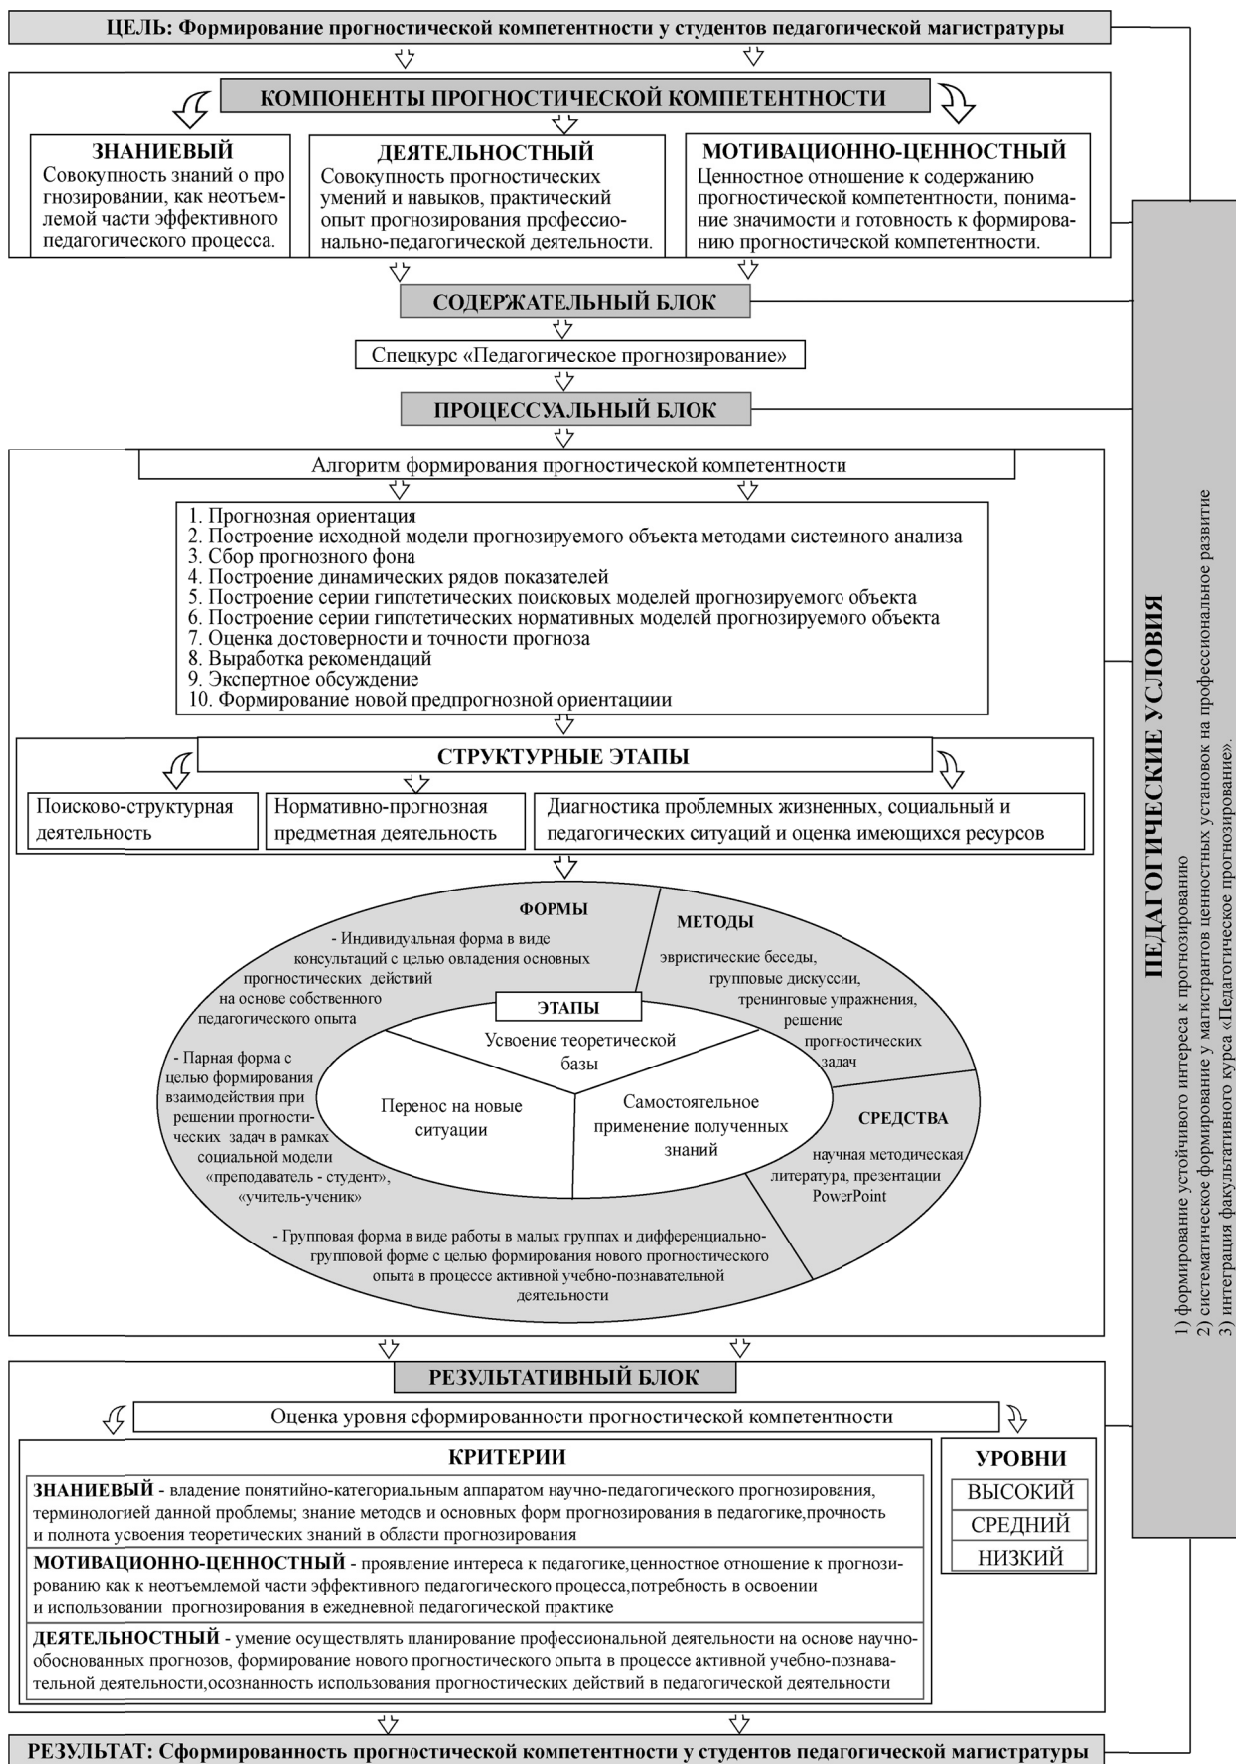 ЦЕЛЬ: Формирование прогностической компетентности у студентов педагогической магистратуры
КОМПОНЕНТЫ ПРОГНОСТИЧЕСКОЙ КОМПЕТЕНТНОСТИ
ЗНАНИЕВЫЙ
Совокупность знаний о про
гнозировании, как неотъем-
лемой части эффективного
педагогического процесса.
ДЕЯТЕЛЬНОСТНЫЙ
Совокупность прогностических
умений и навыков, практический
опыт прогнозирования профессио-
нально-педагогической деятельности.
МОТИВАЦИОННО-ЦЕННОСТНЫЙ
Ценностное отношение к содержанию
прогностической компетентности, понима-
ние значимости и готовность к формирова-
нию прогностической компетентности.
СОДЕРЖАТЕЛЬНЫЙ БЛОК
Спецкурс «Педагогическое прогнозирование»
ПРОЦЕССУАЛЬНЫЙ БЛОК
Алгоритм формирования прогностической компетентности
1. Прогнозная ориентация
2. Построение исходной модели прогнозируемого объекта методами системного анализа
3. Сбор прогнозного фона
4. Построение динамических рядов показателей
5. Построение серии гипотетических поисковых моделей прогнозируемого объекта
6. Построение серии гипотетических нормативных моделей прогнозируемого объекта
7. Оценка достоверности и точности прогноза
8. Выработка рекомендаций
9. Экспертное обсуждение
10. Формирование новой предпрогнозной ориентациии
СТРУКТУРНЫЕ ЭТАПЫ
Поисково-структурная
деятельность
Нормативно-прогнозная
предметная деятельность
Диагностика проблемных жизненных, социальный и
педагогических ситуаций и оценка имеющихся ресурсов
ФОРМЫ
- Индивидуальная форма в виде
консультаций с целью овладения основных
прогностических действий
на основе собственного
педагогического опыта
- Парная форма с
целью формирования
взаимодействия при
решении прогности-
ческих задач в рамках
социальной модели
«преподаватель - студент»,
«учитель-ученик»
- Групповая форма в виде работы в малых группах и дифференциально-
групповой форме с целью формирования нового прогностического
опыта в процессе активной учебно-познавательной
деятельности
МЕТОДЫ
эвристические беседы,
групповые дискуссии,
тренинговые упражнения,
решение
прогностических
задач
СРЕДСТВА
научная методическая
литература, презентации
PowerPoint
ЭТАПЫ
Усвоение теоретической
базы
Перенос на новые
ситуации
Самостоятельное
применение полученных
знаний
РЕЗУЛЬТАТИВНЫЙ БЛОК
Оценка уровня сформированности прогностической компетентности
КРИТЕРИИ
ЗНАНИЕВЫЙ - владение понятийно-категориальным аппаратом научно-педагогического прогнозирования,
терминологией данной проблемы; знание методов и основных форм прогнозирования в педагогике,прочность
и полнота усвоения теоретических знаний в области прогнозирования
МОТИВАЦИОННО-ЦЕННОСТНЫЙ - проявление интереса к педагогике,ценностное отношение к прогнози-
рованию как к неотъемлемой части эффективного педагогического процесса,потребность в освоении
и использовании прогнозирования в ежедневной педагогической практике
ДЕЯТЕЛЬНОСТНЫЙ - умение осуществлять планирование профессиональной деятельности на основе научно-
обоснованных прогнозов, формирование нового прогностического опыта в процессе активной учебно-познава-
тельной деятельности,осознанность использования прогностических действий в педагогической деятельности
УРОВНИ
ВЫСОКИЙ
СРЕДНИЙ
НИЗКИЙ
РЕЗУЛЬТАТ: Сформированность прогностической компетентности у студентов педагогической магистратуры
ПЕДАГОГИЧЕСКИЕ УСЛОВИЯ
1) формирование устойчивого интереса к прогнозированию
2) систематическое формирование у магистрантов ценностных установок на профессиональное развитие
3) интеграция факультативного курса «Педагогическое прогнозирование».